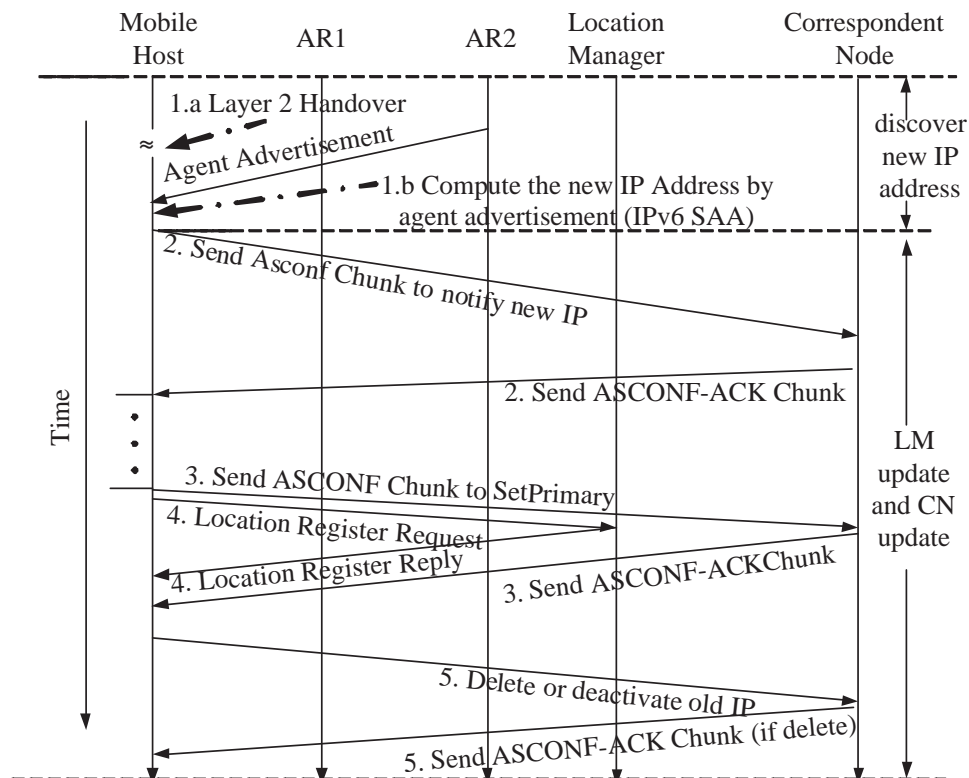 Mobile
Host
AR1
AR2
Location
Manager
Correspondent
Node
1.a Layer 2 Handover
≈
Agent Advertisement
discover
new IP
address
1.b Compute the new IP Address by
agent advertisement (IPv6 SAA)
2. Send Asconf Chunk to notify new IP
2. Send ASCONF-ACK Chunk
Time
3. Send ASCONF Chunk to SetPrimary
4. Location Register Request
4. Location Register Reply
3. Send ASCONF-ACKChunk
LM
update
and CN
update
5. Delete or deactivate old IP
5. Send ASCONF-ACK Chunk (if delete)